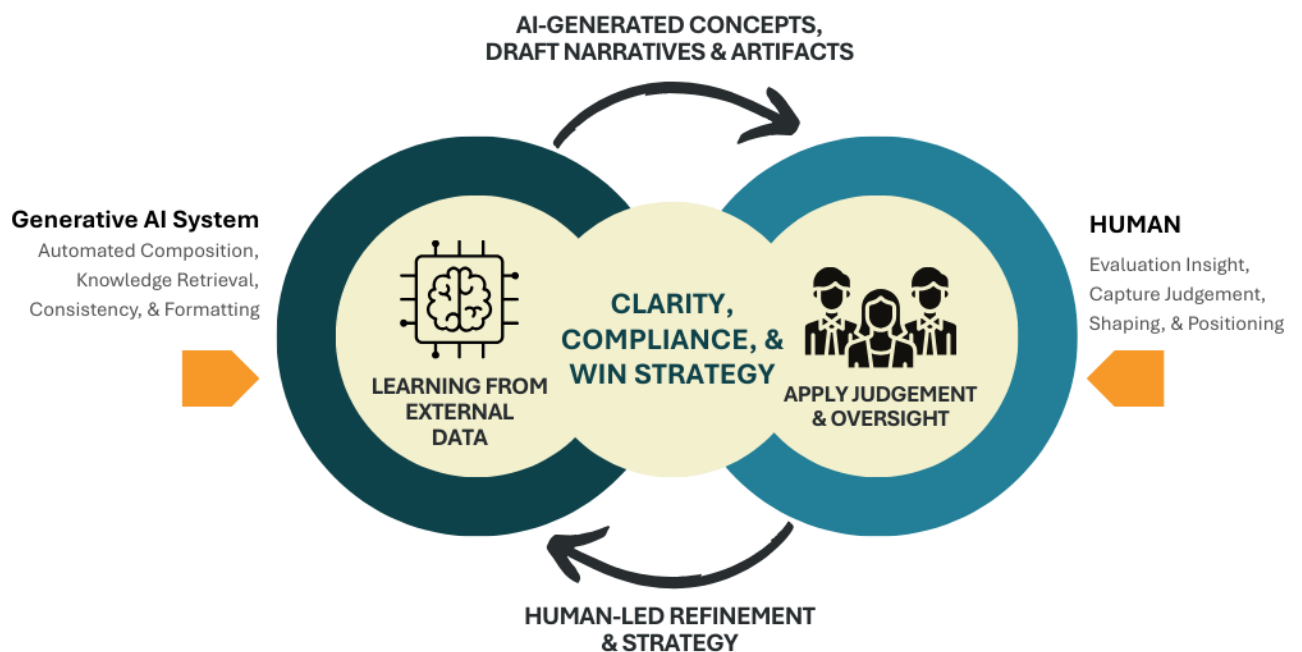 AI-GENERATED CONCEPTS,
DRAFT NARRATIVES & ARTIFACTS
Generative AI System
Automated Composition,
Knowledge Retrieval,
Consistency, & Formatting
LEARNING FROM
EXTERNAL
DATA
CLARITY,
COMPLIANCE, &
WIN STRATEGY
APPLY JUDGEMENT
& OVERSIGHT
HUMAN
Evaluation Insight,
Capture Judgement,
Shaping, & Positioning
HUMAN-LED REFINEMENT
& STRATEGY